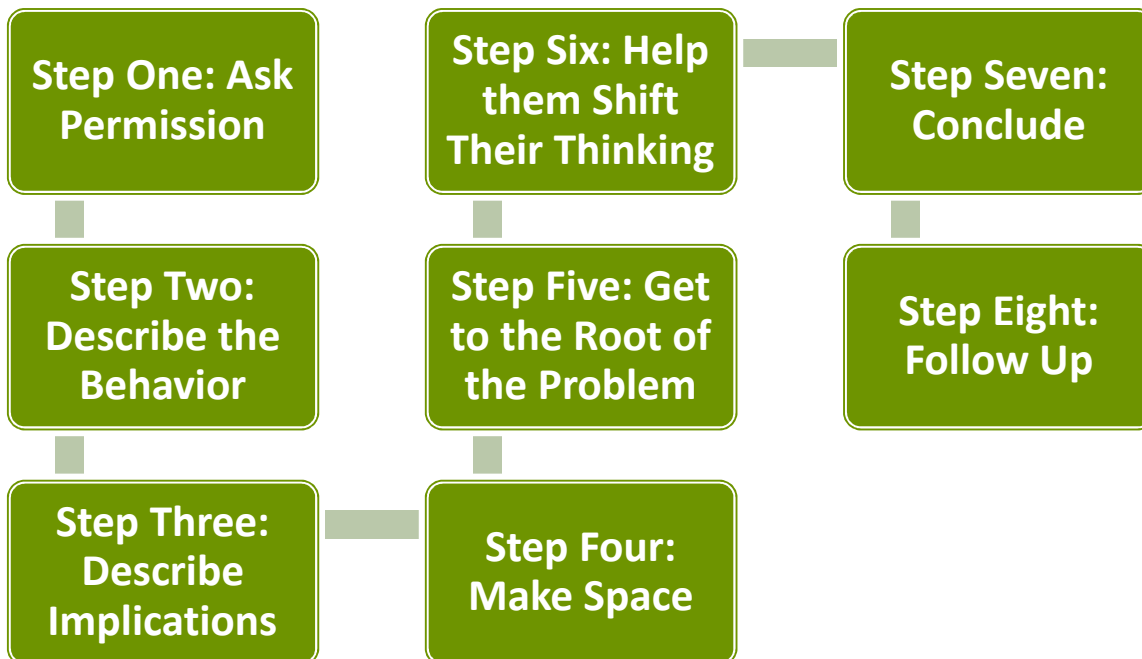 Step One: Ask
Permission
Step Two:
Describe the
Behavior
Step Three:
Describe
Implications
Step Four:
Make Space
Step Five: Get
to the Root of
the Problem
Step Six: Help
them Shift
Their Thinking
Step Seven:
Conclude
Step Eight:
Follow Up